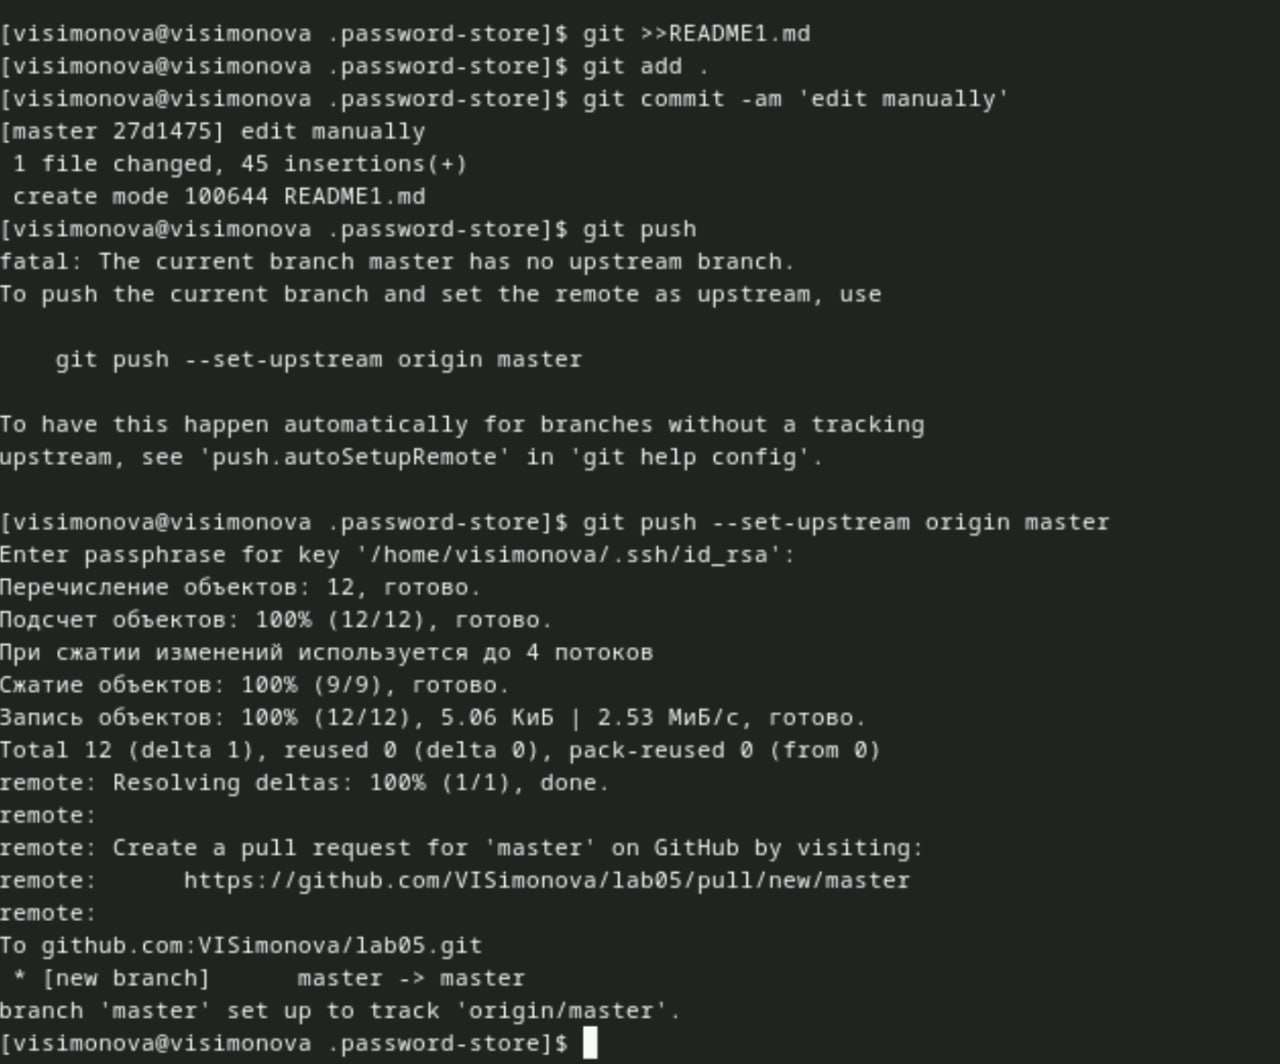 [visimonova@visimonova .password-store]$ git >>README1.md
[visimonova@visimonova .password-store]$ git add .
[visimonova@visimonova .password-store]$ git commit -am 'edit manually'
[master 27d1475] edit manually
 1 file changed, 45 insertions(+)
 create mode 100644 README1.md
[visimonova@visimonova .password-store]$ git push
fatal: The current branch master has no upstream branch.
To push the current branch and set the remote as upstream, use
    git push --set-upstream origin master
To have this happen automatically for branches without a tracking
upstream, see 'push.autoSetupRemote' in 'git help config'.
[visimonova@visimonova .password-store]$ git push --set-upstream origin master
Enter passphrase for key '/home/visimonova/.ssh/id_rsa':
Перечисление объектов: 12, готово.
Подсчет объектов: 100% (12/12), готово.
При сжатии изменений используется до 4 потоков
Сжатие объектов: 100% (9/9), готово.
Запись объектов: 100% (12/12), 5.06 КиБ | 2.53 МиБ/с, готово.
Total 12 (delta 1), reused 0 (delta 0), pack-reused 0 (from 0)
remote: Resolving deltas: 100% (1/1), done.
remote:
remote: Create a pull request for 'master' on GitHub by visiting:
remote:      https://github.com/VISimonova/lab05/pull/new/master
remote:
To github.com:VISimonova/lab05.git
 * [new branch]      master -> master
branch 'master' set up to track 'origin/master'.
[visimonova@visimonova .password-store]$